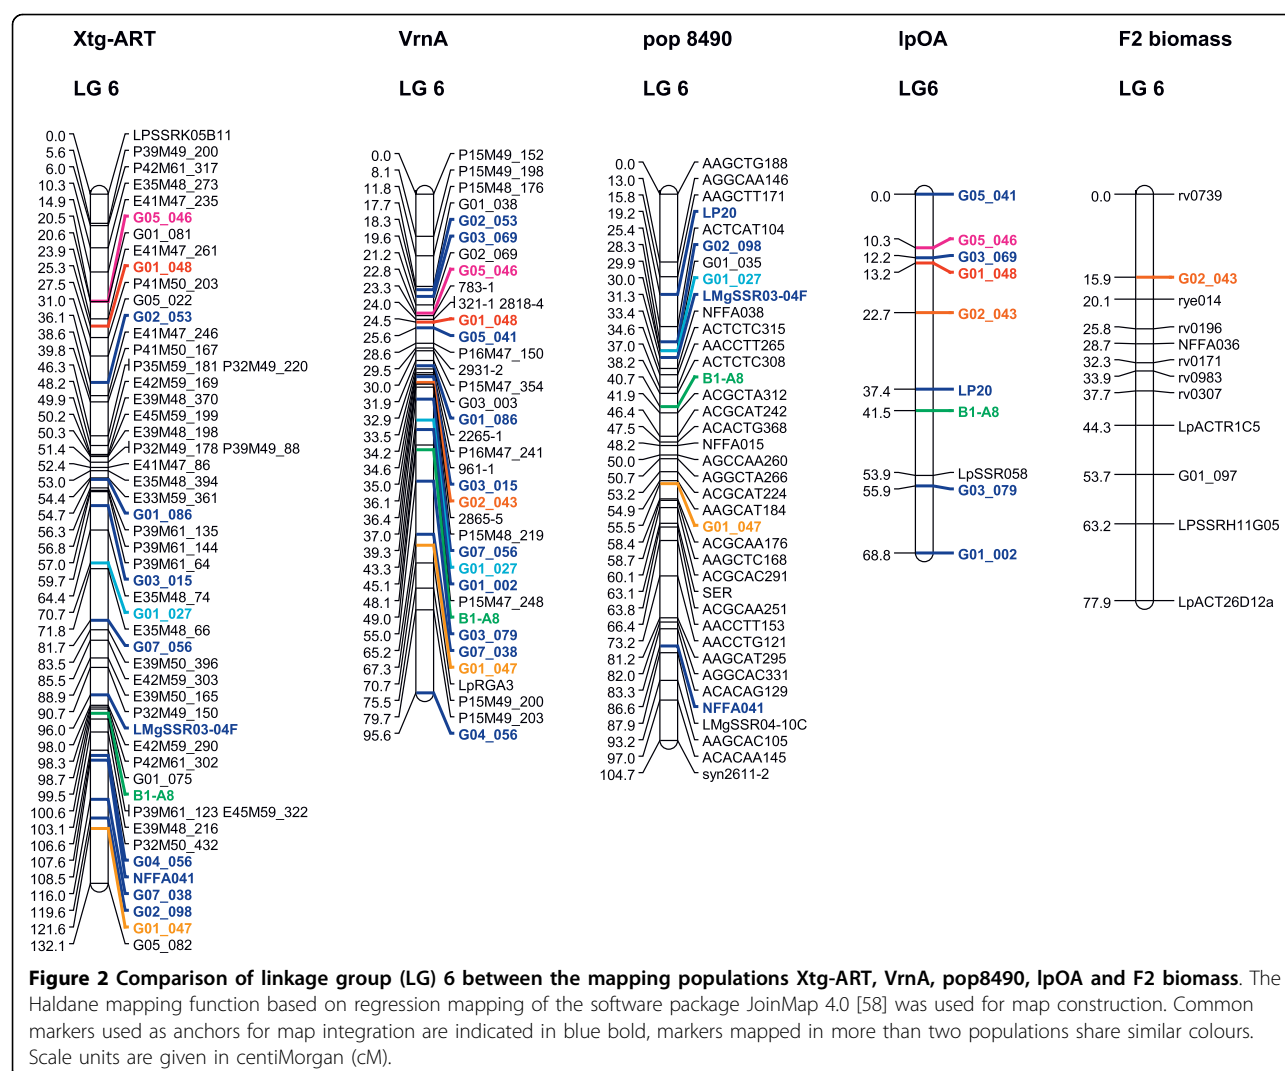 Xtg-ART VrnA pop 8490 lpOA F2 biomass
LG 6 LG 6 LG 6 LG6 LG 6
0.0 LPSSRK05B11
5.6 P39M49_200
6.0 P42M61_317
10.3 E35M48_273
14.9 E41M47_235
20.5 G05_046
20.6 G01_081
23.9 E41M47_261
25.3 G01_048
27.5 P41M50_203
31.0 G05_022
36.1 G02_053
38.6 E41M47_246
39.8 P41M50_167
46.3 P35M59_181 P32M49_220
48.2 E42M59_169
49.9 E39M48_370
50.2 E45M59_199
50.3 E39M48_198
51.4 P32M49_178 P39M49_88
52.4 E41M47_86
53.0 E35M48_394
54.4 E33M59_361
54.7 G01_086
56.3 P39M61_135
56.8 P39M61_144
57.0 P39M61_64
59.7 G03_015
64.4 E35M48_74
70.7 G01_027
71.8 E35M48_66
81.7 G07_056
83.5 E39M50_396
85.5 E42M59_303
88.9 E39M50_165
90.7 P32M49_150
96.0 LMgSSR03-04F
98.0 E42M59_290
98.3 P42M61_302
98.7 G01_075
99.5 B1-A8
100.6 P39M61_123 E45M59_322
103.1 E39M48_216
106.6 P32M50_432
107.6 G04_056
108.5 NFFA041
116.0 G07_038
119.6 G02_098
121.6 G01_047
132.1 G05_082
0.0 P15M49_152
8.1 P15M49_198
11.8 P15M48_176
17.7 G01_038
18.3 G02_053
19.6 G03_069
21.2 G02_069
22.8 G05_046
23.3 783-1
24.0 321-1 2818-4
24.5 G01_048
25.6 G05_041
28.6 P16M47_150
29.5 2931-2
30.0 P15M47_354
31.9 G03_003
32.9 G01_086
33.5 2265-1
34.2 P16M47_241
34.6 961-1
35.0 G03_015
36.1 G02_043
36.4 2865-5
37.0 P15M48_219
39.3 G07_056
43.3 G01_027
45.1 G01_002
48.1 P15M47_248
49.0 B1-A8
55.0 G03_079
65.2 G07_038
67.3 G01_047
70.7 LpRGA3
75.5 P15M49_200
79.7 P15M49_203
95.6 G04_056
0.0 AAGCTG188
13.0 AGGCAA146
15.8 AAGCTT171
19.2 LP20
25.4 ACTCAT104
28.3 G02_098
29.9 G01_035
30.0 G01_027
31.3 LMgSSR03-04F
33.4 NFFA038
34.6 ACTCTC315
37.0 AACCTT265
38.2 ACTCTC308
40.7 B1-A8
41.9 ACGCTA312
46.4 ACGCAT242
47.5 ACACTG368
48.2 NFFA015
50.0 AGCCAA260
50.7 AGGCTA266
53.2 ACGCAT224
54.9 AAGCAT184
55.5 G01_047
58.4 ACGCAA176
58.7 AAGCTC168
60.1 ACGCAC291
63.1 SER
63.8 ACGCAA251
66.4 AACCTT153
73.2 AACCTG121
81.2 AAGCAT295
82.0 AGGCAC331
83.3 ACACAG129
86.6 NFFA041
87.9 LMgSSR04-10C
93.2 AAGCAC105
97.0 ACACAA145
104.7 syn2611-2
0.0 G05_041
10.3 G05_046
12.2 G03_069
13.2 G01_048
22.7 G02_043
37.4 LP20
41.5 B1-A8
53.9 LpSSR058
55.9 G03_079
68.8 G01_002
0.0 rv0739
15.9 G02_043
20.1 rye014
25.8 rv0196
28.7 NFFA036
32.3 rv0171
33.9 rv0983
37.7 rv0307
44.3 LpACTR1C5
53.7 G01_097
63.2 LPSSRH11G05
77.9 LpACT26D12a
Figure 2 Comparison of linkage group (LG) 6 between the mapping populations Xtg-ART, VrnA, pop8490, lpOA and F2 biomass. The
Haldane mapping function based on regression mapping of the software package JoinMap 4.0 [58] was used for map construction. Common
markers used as anchors for map integration are indicated in blue bold, markers mapped in more than two populations share similar colours.
Scale units are given in centiMorgan (cM).